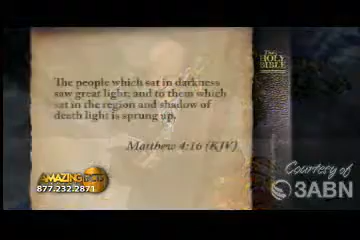 The people which sat in darkness
saw great light; and to them which
sat in the region and shadow of
death light is sprung up.
Matthew 4:16 (KJV)
The
HOLY
BIBLE
AMAZING
877.232.2871
Courtesy of
3ABN